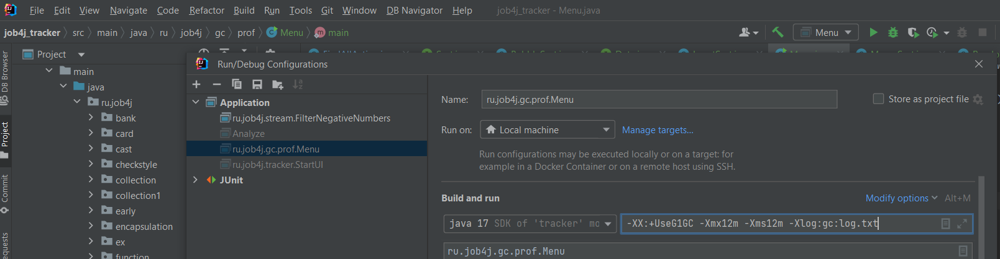 File Edit View Navigate Code Refactor Build Run Tools Git Window DB Navigator Help job4j_tracker - Menu.java
job4j_tracker src main java ru job4j gc prof Menu main Menu
Project
Run/Debug Configurations
DB Browser
Project
Commit
main
java
ru.job4j
bank
card
cast
checkstyle
collection
collection1
early
encapsulation
ex
function
Application
ru.job4j.stream.FilterNegativeNumbers
Analyze
ru.job4j.gc.prof.Menu
ru.job4j.tracker.StartUI
JUnit
Name: ru.job4j.gc.prof.Menu Store as project file
Run on: Local machine Manage targets...
Run configurations may be executed locally or on a target: for
example in a Docker Container or on a remote host using SSH.
Build and run Modify options Alt+M
java 17 SDK of 'tracker' mo -XX:+UseG1GC -Xmx12m -Xms12m -Xlog:gc:log.txt
ru.job4j.gc.prof.Menu